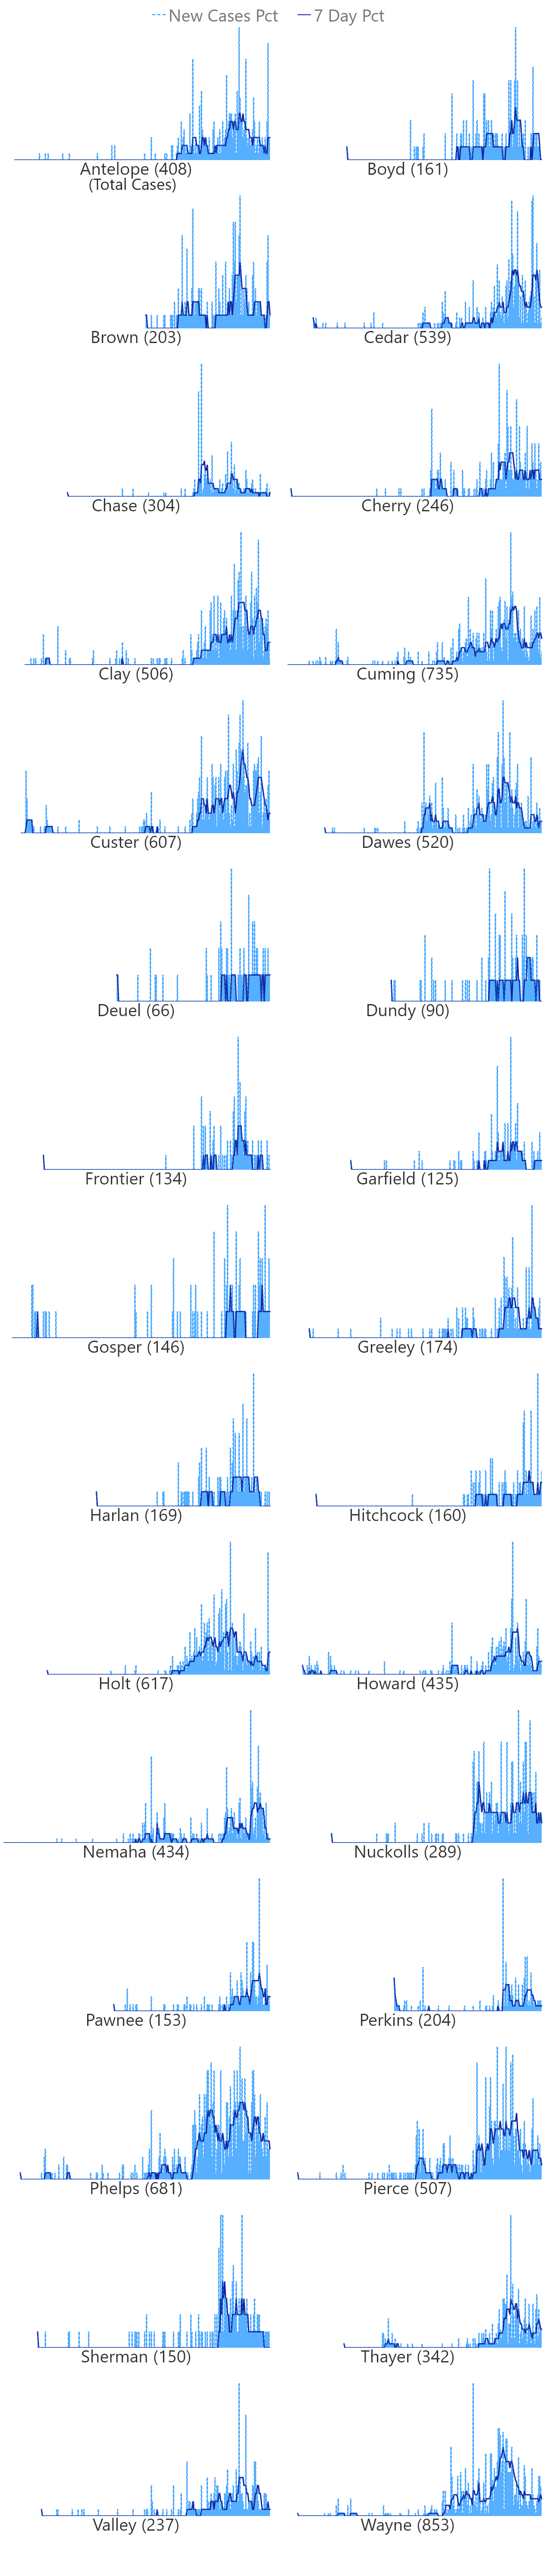 New Cases Pct 7 Day Pct
Antelope (408) Boyd (161)
(Total Cases)
Brown (203) Cedar (539)
Chase (304) Cherry (246)
Clay (506) Cuming (735)
Custer (607) Dawes (520)
Deuel (66) Dundy (90)
Frontier (134) Garfield (125)
Gosper (146) Greeley (174)
Harlan (169) Hitchcock (160)
Holt (617) Howard (435)
Nemaha (434) Nuckolls (289)
Pawnee (153) Perkins (204)
Phelps (681) Pierce (507)
Sherman (150) Thayer (342)
Valley (237) Wayne (853)